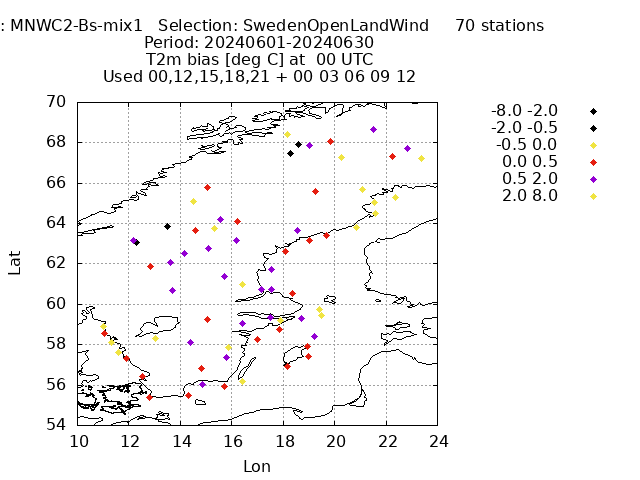 : MNWC2-Bs-mix1   Selection: SwedenOpenLandWind     70 stations
Period: 20240601-20240630
T2m bias [deg C] at  00 UTC
Used 00,12,15,18,21 + 00 03 06 09 12
-8.0 -2.0
-2.0 -0.5
-0.5 0.0
0.0 0.5
0.5 2.0
2.0 8.0
70
68
66
64
62
60
58
56
54
Lat
10 12 14 16 18 20 22 24
Lon